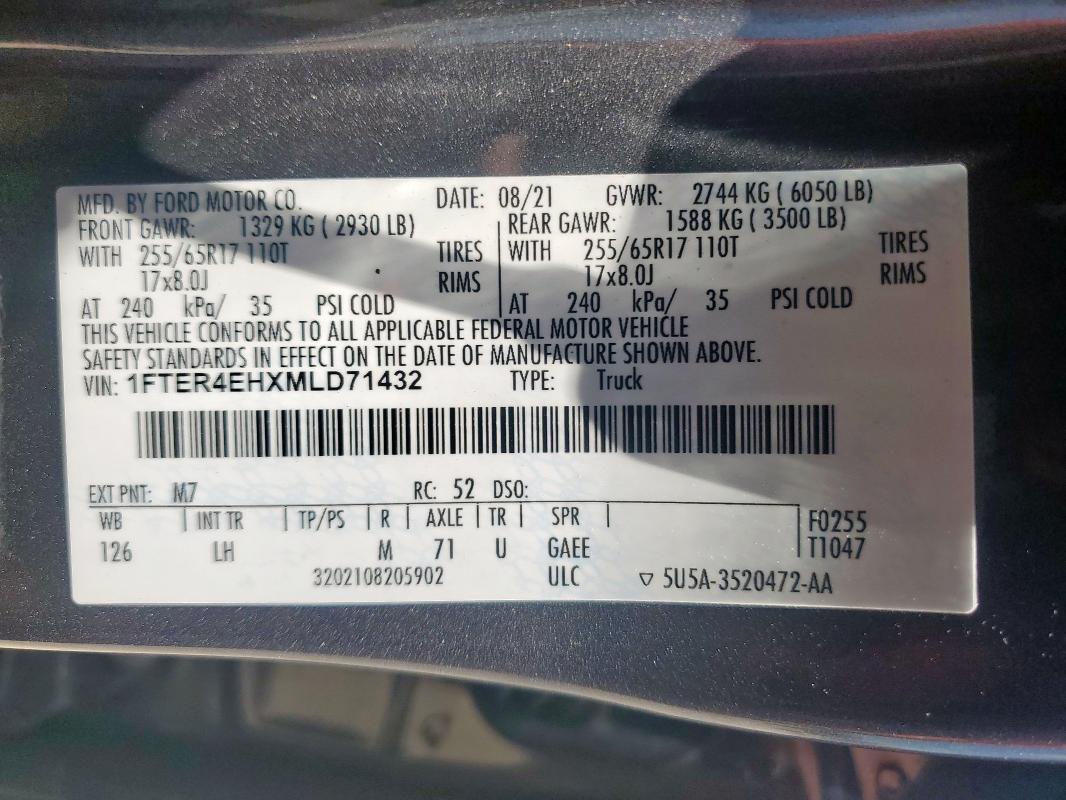 MFD. BY FORD MOTOR CO. DATE: 08/21 GVWR: 2744 KG ( 6050 LB)
FRONT GAWR: 1329 KG ( 2930 LB) REAR GAWR: 1588 KG ( 3500 LB)
WITH 255/65R17 110T TIRES WITH 255/65R17 110T TIRES
17x8.0J RIMS 17x8.0J RIMS
AT 240 kPa/ 35 PSI COLD AT 240 kPa/ 35 PSI COLD
THIS VEHICLE CONFORMS TO ALL APPLICABLE FEDERAL MOTOR VEHICLE
SAFETY STANDARDS IN EFFECT ON THE DATE OF MANUFACTURE SHOWN ABOVE.
VIN: 1FTER4EHXMLD71432 TYPE: Truck
EXT PNT: M7 RC: 52 DSO:
WB INT TR TP/PS R AXLE TR SPR F0255
126 LH M 71 U GAEE T1047
3202108205902 ULC ▽ 5U5A-3520472-AA